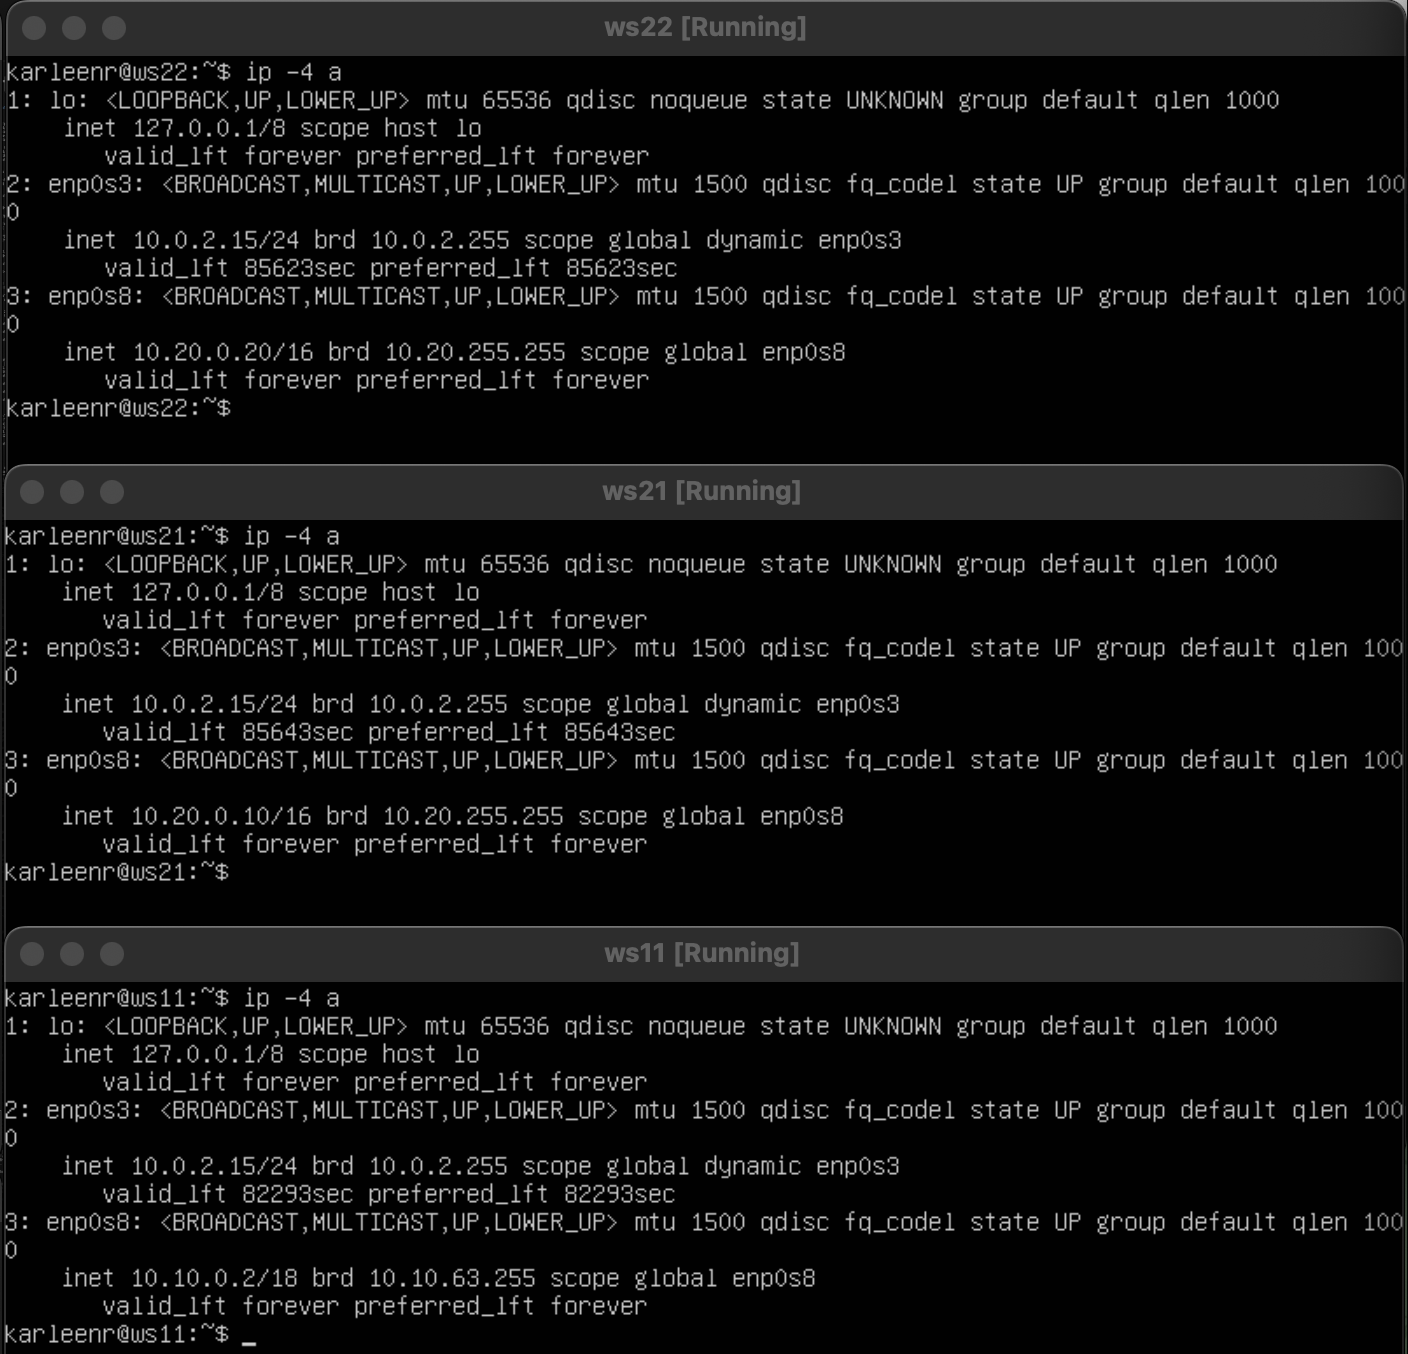 ws22 [Running]
karleenr@ws22:~$ ip -4 a
1: lo: <LOOPBACK,UP,LOWER_UP> mtu 65536 qdisc noqueue state UNKNOWN group default qlen 1000
inet 127.0.0.1/8 scope host lo
valid_lft forever preferred_lft forever
2: enp0s3: <BROADCAST,MULTICAST,UP,LOWER_UP> mtu 1500 qdisc fq_codel state UP group default qlen 100
0
inet 10.0.2.15/24 brd 10.0.2.255 scope global dynamic enp0s3
valid_lft 85623sec preferred_lft 85623sec
3: enp0s8: <BROADCAST,MULTICAST,UP,LOWER_UP> mtu 1500 qdisc fq_codel state UP group default qlen 100
0
inet 10.20.0.20/16 brd 10.20.255.255 scope global enp0s8
valid_lft forever preferred_lft forever
karleenr@ws22:~$
ws21 [Running]
karleenr@ws21:~$ ip -4 a
1: lo: <LOOPBACK,UP,LOWER_UP> mtu 65536 qdisc noqueue state UNKNOWN group default qlen 1000
inet 127.0.0.1/8 scope host lo
valid_lft forever preferred_lft forever
2: enp0s3: <BROADCAST,MULTICAST,UP,LOWER_UP> mtu 1500 qdisc fq_codel state UP group default qlen 100
0
inet 10.0.2.15/24 brd 10.0.2.255 scope global dynamic enp0s3
valid_lft 85643sec preferred_lft 85643sec
3: enp0s8: <BROADCAST,MULTICAST,UP,LOWER_UP> mtu 1500 qdisc fq_codel state UP group default qlen 100
0
inet 10.20.0.10/16 brd 10.20.255.255 scope global enp0s8
valid_lft forever preferred_lft forever
karleenr@ws21:~$
ws11 [Running]
karleenr@ws11:~$ ip -4 a
1: lo: <LOOPBACK,UP,LOWER_UP> mtu 65536 qdisc noqueue state UNKNOWN group default qlen 1000
inet 127.0.0.1/8 scope host lo
valid_lft forever preferred_lft forever
2: enp0s3: <BROADCAST,MULTICAST,UP,LOWER_UP> mtu 1500 qdisc fq_codel state UP group default qlen 100
0
inet 10.0.2.15/24 brd 10.0.2.255 scope global dynamic enp0s3
valid_lft 82293sec preferred_lft 82293sec
3: enp0s8: <BROADCAST,MULTICAST,UP,LOWER_UP> mtu 1500 qdisc fq_codel state UP group default qlen 100
0
inet 10.10.0.2/18 brd 10.10.63.255 scope global enp0s8
valid_lft forever preferred_lft forever
karleenr@ws11:~$ _